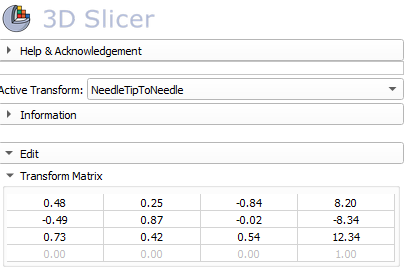 3D Slicer
Help & Acknowledgement
Active Transform: NeedleTipToNeedle
Information
Edit
Transform Matrix
0.48 0.25 -0.84 8.20
-0.49 0.87 -0.02 -8.34
0.73 0.42 0.54 12.34
0.00 0.00 0.00 1.00